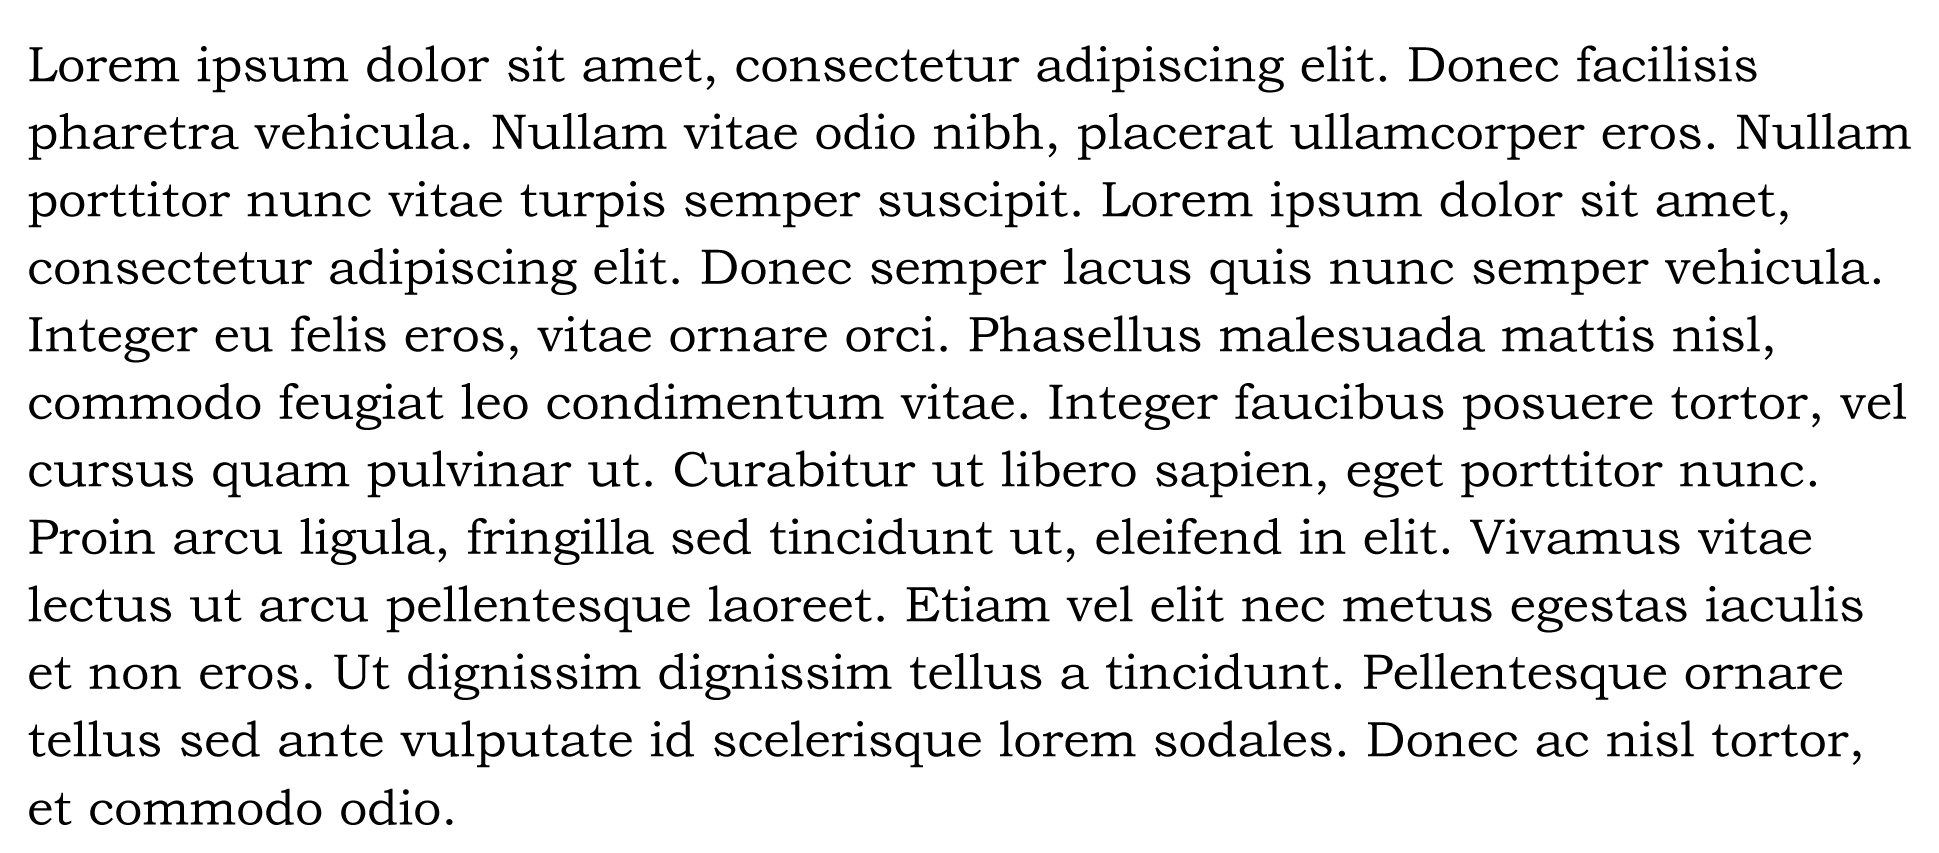 Lorem ipsum dolor sit amet, consectetur adipiscing elit. Donec facilisis
pharetra vehicula. Nullam vitae odio nibh, placerat ullamcorper eros. Nullam
porttitor nunc vitae turpis semper suscipit. Lorem ipsum dolor sit amet,
consectetur adipiscing elit. Donec semper lacus quis nunc semper vehicula.
Integer eu felis eros, vitae ornare orci. Phasellus malesuada mattis nisl,
commodo feugiat leo condimentum vitae. Integer faucibus posuere tortor, vel
cursus quam pulvinar ut. Curabitur ut libero sapien, eget porttitor nunc.
Proin arcu ligula, fringilla sed tincidunt ut, eleifend in elit. Vivamus vitae
lectus ut arcu pellentesque laoreet. Etiam vel elit nec metus egestas iaculis
et non eros. Ut dignissim dignissim tellus a tincidunt. Pellentesque ornare
tellus sed ante vulputate id scelerisque lorem sodales. Donec ac nisl tortor,
et commodo odio.